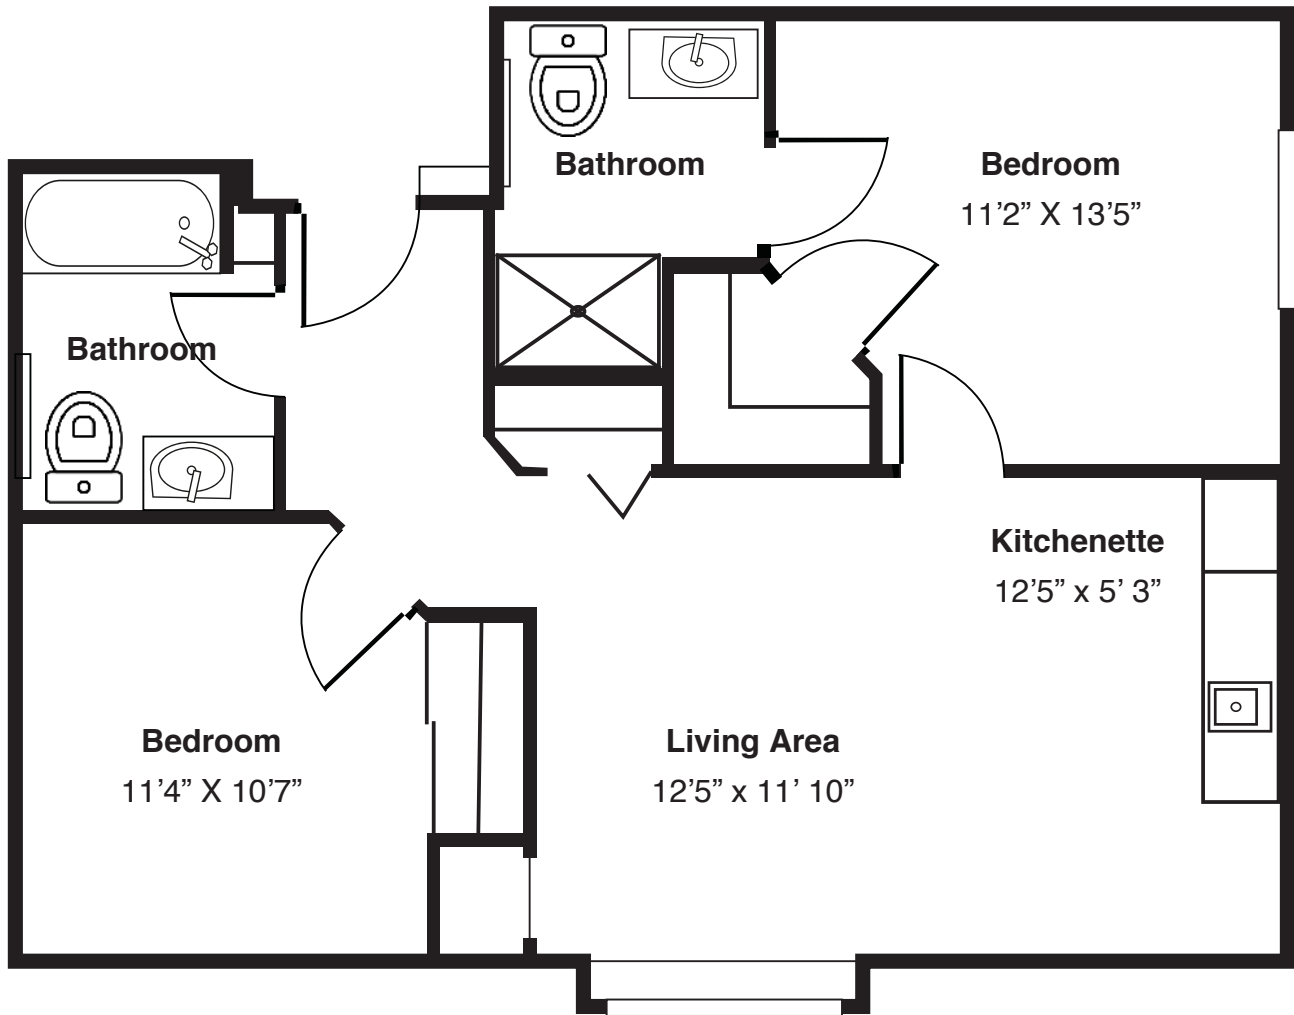 Bathroom
Bedroom
11’2” X 13’5”
Bathroom
Kitchenette
12’5” x 5’ 3”
Bedroom
11’4” X 10’7”
Living Area
12’5” x 11’ 10”